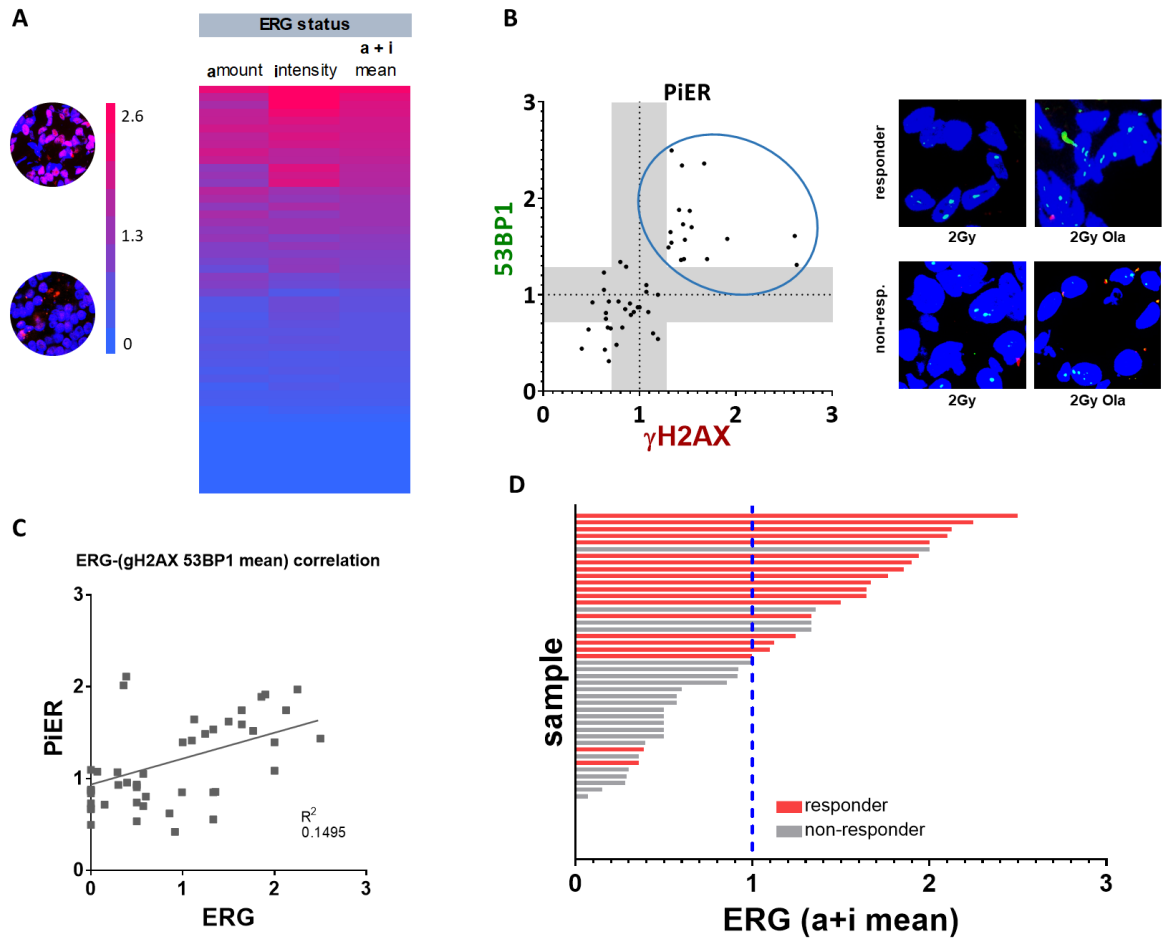 A
ERG status
amount
intensity
a + i
mean
2.6
1.3
0
B
PiER
53BP1
3
2
1
0
0
1
2
3
γH2AX
responder
2Gy
2Gy Ola
non-resp.
2Gy
2Gy Ola
C
ERG-(gH2AX 53BP1 mean) correlation
PiER
3
2
1
0
0
1
2
3
R2
0.1495
ERG
D
sample
responder
non-responder
0
1
2
3
ERG (a+i mean)